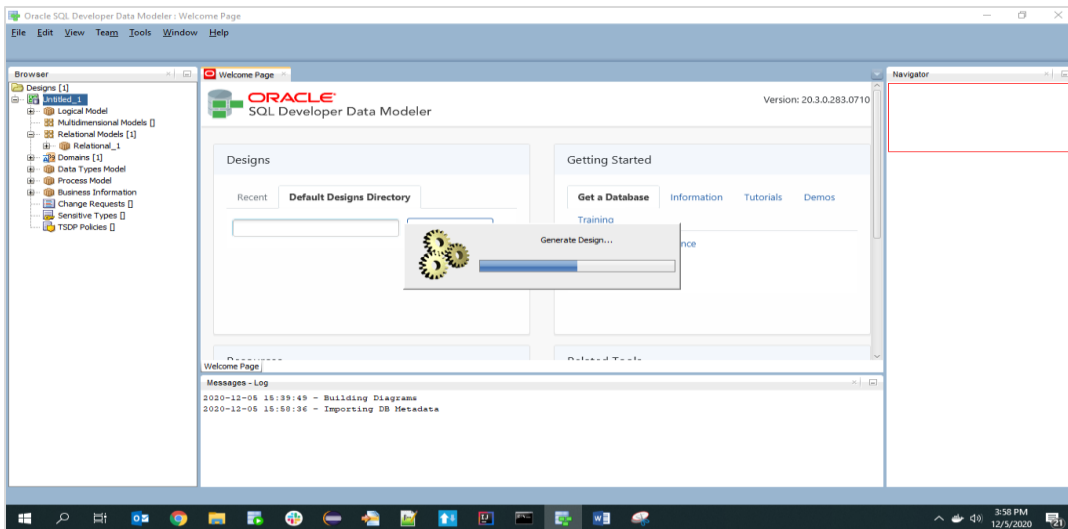 Oracle SQL Developer Data Modeler : Welcome Page
File Edit View Team Tools Window Help
Browser
Designs [1]
Untitled_1
Logical Model
Multidimensional Models []
Relational Models [1]
Relational_1
Domains [1]
Data Types Model
Process Model
Business Information
Change Requests []
Sensitive Types []
TSDP Policies []
Welcome Page
ORACLE
SQL Developer Data Modeler
Version: 20.3.0.283.0710
Designs
Recent Default Designs Directory
Getting Started
Get a Database Information Tutorials Demos
Training
nce
Generate Design...
Welcome Page
Messages - Log
2020-12-05 15:39:49 - Building Diagrams
2020-12-05 15:58:36 - Importing DB Metadata
Navigator
3:58 PM
12/5/2020
21